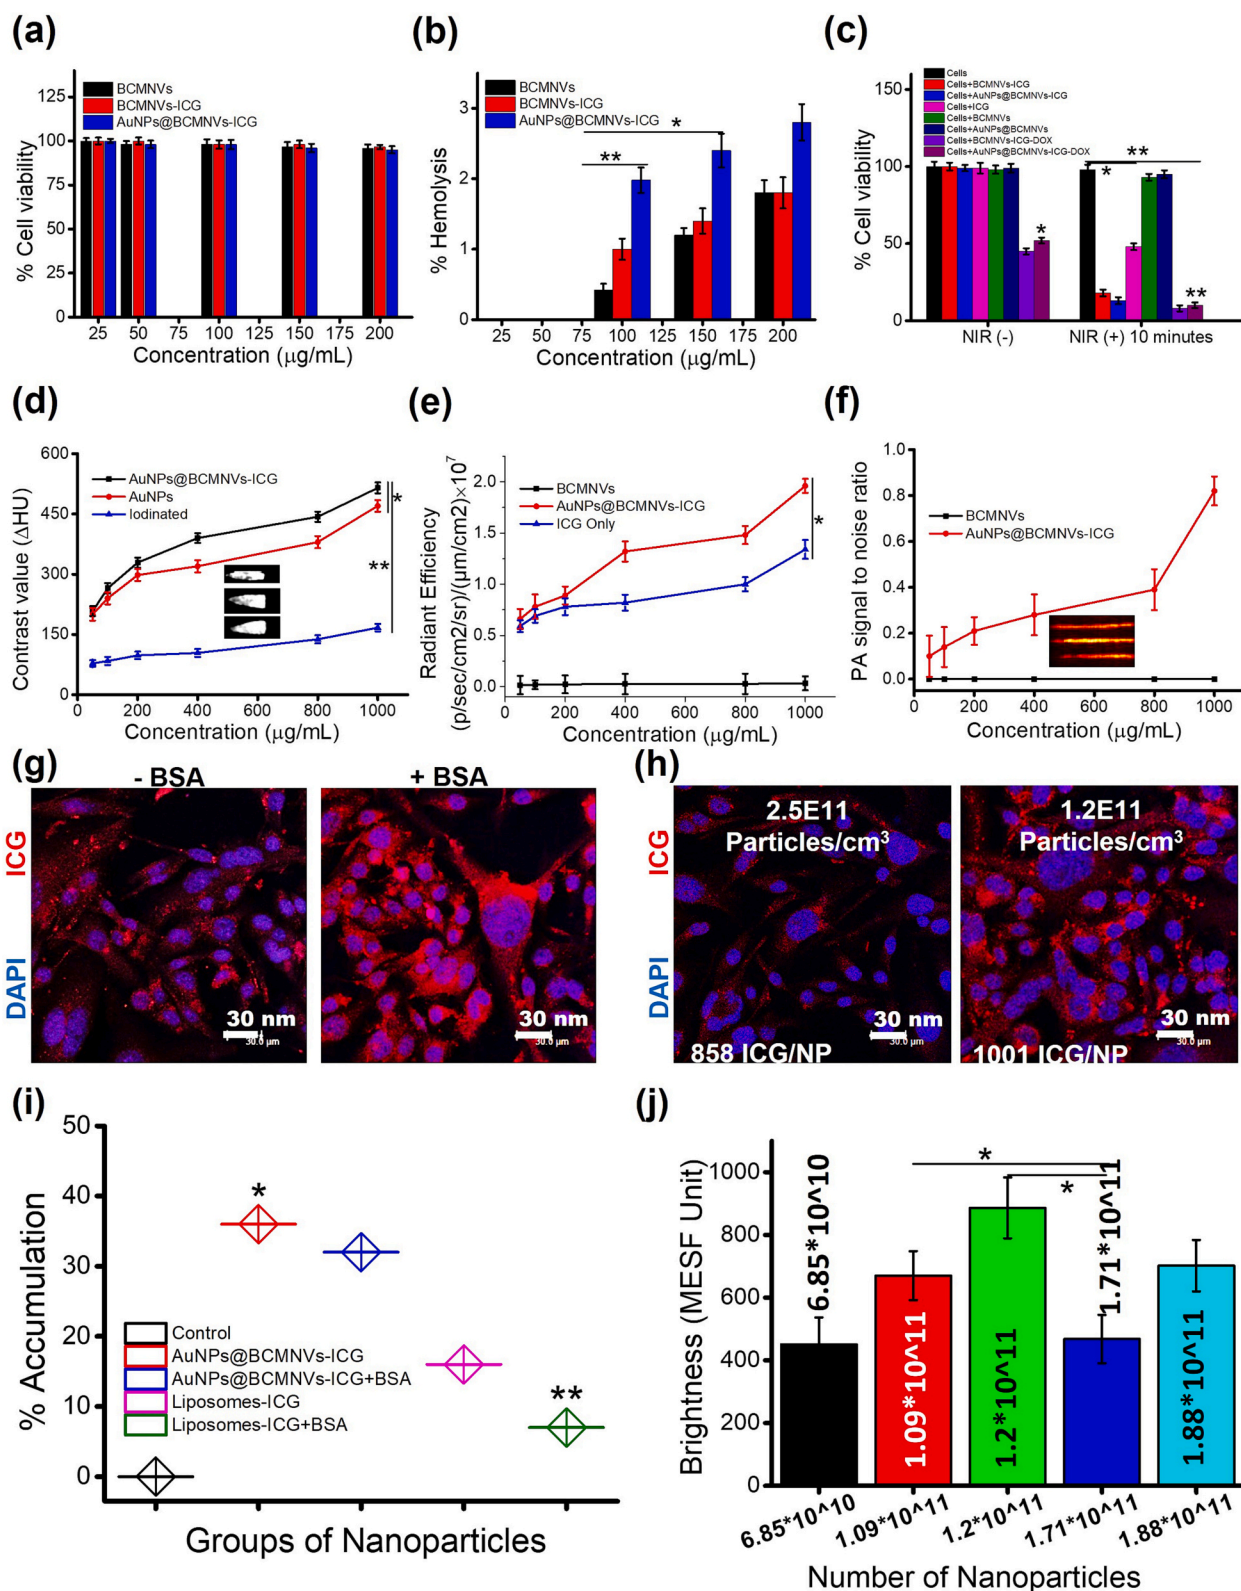 (a)
BCMNVs
BCMNVs-ICG
AuNPs@BCMNVs-ICG
% Cell viability
125
100
75
50
25
0
25 50 75 100 125 150 175 200
Concentration (µg/mL)
(b)
BCMNVs
BCMNVs-ICG
AuNPs@BCMNVs-ICG
*
**
% Hemolysis
3
2
1
0
25 50 75 100 125 150 175 200
Concentration (µg/mL)
(c)
Cells
Cells+BCMNVs-ICG
Cells+AuNPs@BCMNVs-ICG
Cells+ICG
Cells+BCMNVs
Cells+AuNPs@BCMNVs
Cells+BCMNVs-ICG-DOX
Cells+AuNPs@BCMNVs-ICG-DOX
**
*
*
**
% Cell viability
150
100
50
0
NIR (-) NIR (+) 10 minutes
(d)
AuNPs@BCMNVs-ICG
AuNPs
Iodinated
*
**
Contrast value (ΔHU)
600
450
300
150
0
0 200 400 600 800 1000
Concentration (µg/mL)
(e)
BCMNVs
AuNPs@BCMNVs-ICG
ICG Only
*
Radiant Efficiency
(p/sec/cm2/sr)/(µm/cm2)×10⁷
2.0
1.5
1.0
0.5
0.0
0 200 400 600 800 1000
Concentration (µg/mL)
(f)
BCMNVs
AuNPs@BCMNVs-ICG
PA signal to noise ratio
1.0
0.8
0.6
0.4
0.2
0.0
0 200 400 600 800 1000
Concentration (µg/mL)
(g)
- BSA + BSA
DAPI ICG
30 nm
30.0 µm
30 nm
30.0 µm
(h)
DAPI ICG
2.5E11
Particles/cm³
30 nm
30.0 µm
858 ICG/NP
1.2E11
Particles/cm³
30 nm
30.0 µm
1001 ICG/NP
(i)
*
**
Control
AuNPs@BCMNVs-ICG
AuNPs@BCMNVs-ICG+BSA
Liposomes-ICG
Liposomes-ICG+BSA
% Accumulation
50
40
30
20
10
0
Groups of Nanoparticles
(j)
*
*
Brightness (MESF Unit)
1000
800
600
400
200
0
6.85*10^10
1.09*10^11
1.2*10^11
1.71*10^11
1.88*10^11
6.85*10^10 1.09*10^11 1.2*10^11 1.71*10^11 1.88*10^11
Number of Nanoparticles